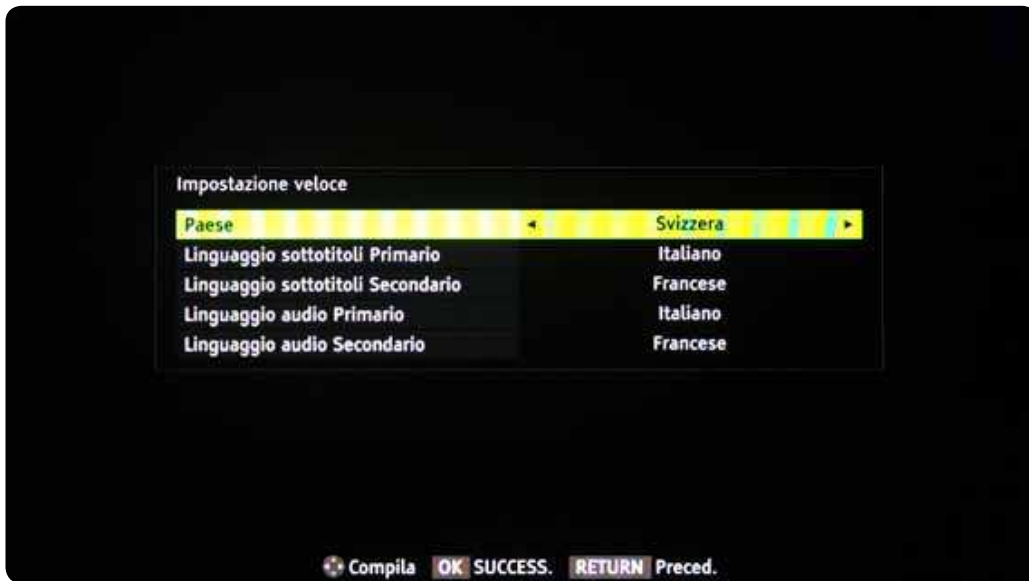 Impostazione veloce
Paese ◄ Svizzera ►
Linguaggio sottotitoli Primario Italiano
Linguaggio sottotitoli Secondario Francese
Linguaggio audio Primario Italiano
Linguaggio audio Secondario Francese
Compila OK SUCCESS. RETURN Preced.